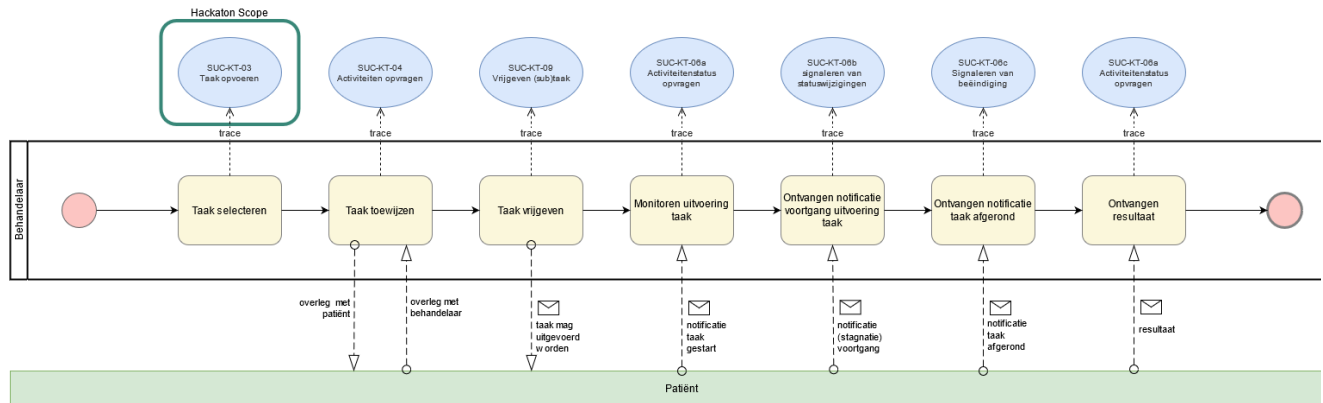 Hackaton Scope
SUC-KT-03
Taak opvoeren
SUC-KT-04
Activiteiten opvragen
SUC-KT-09
Vrijgeven (sub)taak
SUC-KT-06a
Activiteitenstatus
opvragen
SUC-KT-06b
signaleren van
statuswijzigingen
SUC-KT-06c
Signaleren van
beëindiging
SUC-KT-06a
Activiteitenstatus
opvragen
trace
trace
trace
trace
trace
trace
trace
Behandelaar
Taak selecteren
Taak toewijzen
Taak vrijgeven
Monitoren uitvoering
taak
Ontvangen notificatie
voortgang uitvoering
taak
Ontvangen notificatie
taak afgerond
Ontvangen
resultaat
overleg met
patiënt
overleg met
behandelaar
taak mag
uitgevoerd
worden
notificatie
taak
gestart
notificatie
(stagnatie)
voortgang
notificatie
taak
afgerond
resultaat
Patiënt